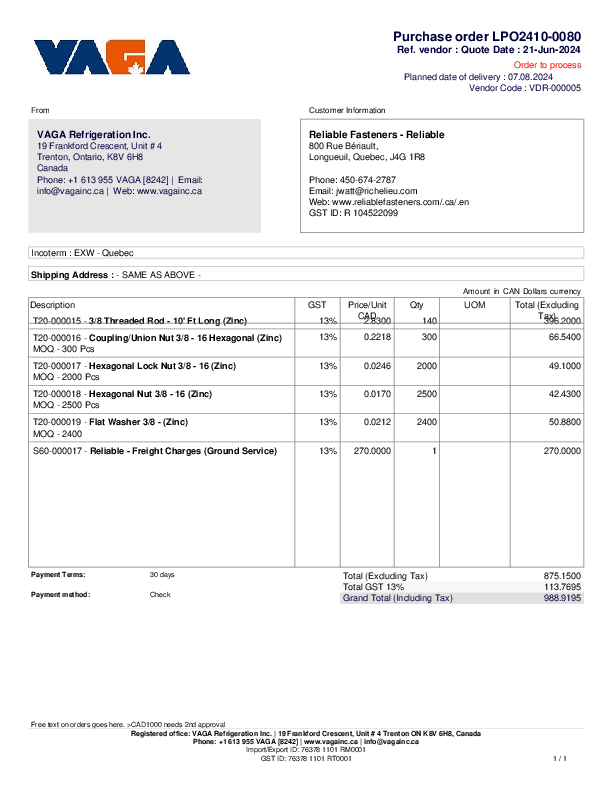 VAGA
Purchase order LPO2410-0080
Ref. vendor : Quote Date : 21-Jun-2024
Order to process
Planned date of delivery : 07.08.2024
Vendor Code : VDR-000005
From
Customer Information
VAGA Refrigeration Inc.
19 Frankford Crescent, Unit # 4
Trenton, Ontario, K8V 6H8
Canada
Phone: +1 613 955 VAGA [8242] | Email:
info@vagainc.ca | Web: www.vagainc.ca
Reliable Fasteners - Reliable
800 Rue Bériault,
Longueuil, Quebec, J4G 1R8
Phone: 450-674-2787
Email: jwatt@richelieu.com
Web: www.reliablefasteners.com/.ca/.en
GST ID: R 104522099
Incoterm : EXW - Quebec
Shipping Address : - SAME AS ABOVE -
Amount in CAN Dollars currency
Description GST Price/Unit CAD Qty UOM Total (Excluding Tax)
T20-000015 - 3/8 Threaded Rod - 10' Ft Long (Zinc) 13% 2.8300 140 396.2000
T20-000016 - Coupling/Union Nut 3/8 - 16 Hexagonal (Zinc) 13% 0.2218 300 66.5400
MOQ - 300 Pcs
T20-000017 - Hexagonal Lock Nut 3/8 - 16 (Zinc) 13% 0.0246 2000 49.1000
MOQ - 2000 Pcs
T20-000018 - Hexagonal Nut 3/8 - 16 (Zinc) 13% 0.0170 2500 42.4300
MOQ - 2500 Pcs
T20-000019 - Flat Washer 3/8 - (Zinc) 13% 0.0212 2400 50.8800
MOQ - 2400
S60-000017 - Reliable - Freight Charges (Ground Service) 13% 270.0000 1 270.0000
Payment Terms: 30 days
Payment method: Check
Total (Excluding Tax) 875.1500
Total GST 13% 113.7695
Grand Total (Including Tax) 988.9195
Free text on orders goes here. >CAD1000 needs 2nd approval
Registered office: VAGA Refrigeration Inc. | 19 Frankford Crescent, Unit # 4 Trenton ON K8V 6H8, Canada
Phone: +1 613 955 VAGA [8242] | www.vagainc.ca | info@vagainc.ca
Import/Export ID: 76378 1101 RM0001
GST ID: 76378 1101 RT0001
1 / 1